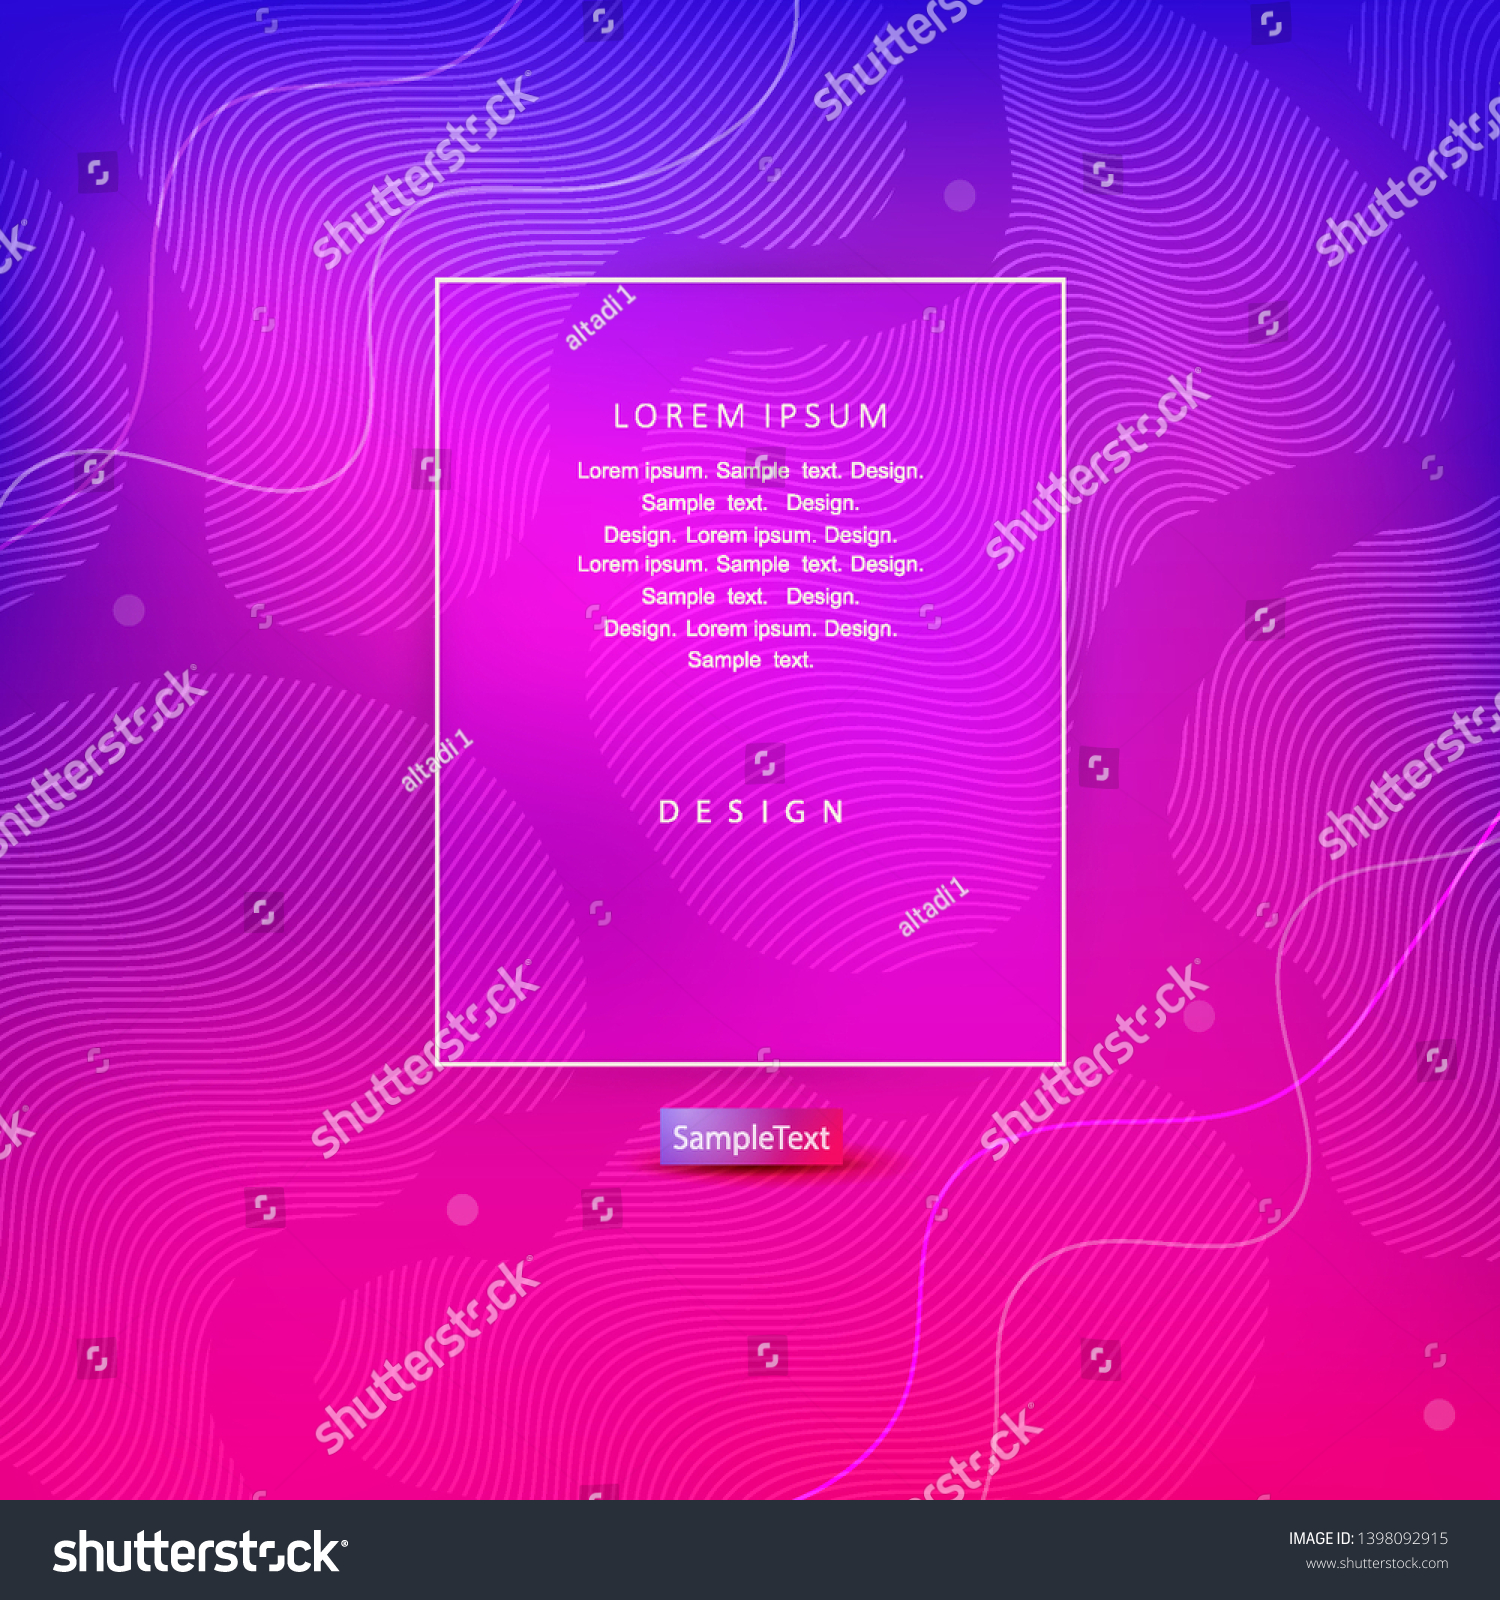 shutterstock
shutterstock
shutterstock
altadi1
LOREM IPSUM
Lorem ipsum. Sample text. Design.
Sample text. Design.
Design. Lorem ipsum. Design.
Lorem ipsum. Sample text. Design.
Sample text. Design.
Design. Lorem ipsum. Design.
Sample text.
shutterstock
shutterstock
altadi1
DESIGN
shutterstock
altadi1
shutterstock
shutterstock
SampleText
shutterstock
shutterstock
shutterstock®
IMAGE ID: 1398092915
www.shutterstock.com